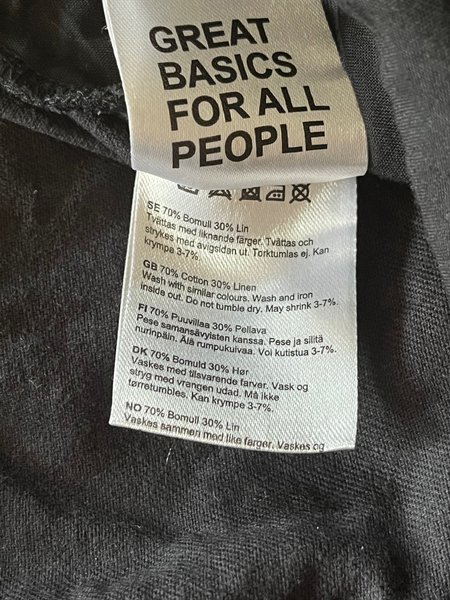 GREAT
BASICS
FOR ALL
PEOPLE
SE 70% Bomull 30% Lin
Tvättas med liknande färger. Tvättas och
strykes med avigsidan ut. Torktumlas ej. Kan
krympa 3-7%.
GB 70% Cotton 30% Linen
Wash with similar colours. Wash and iron
inside out. Do not tumble dry. May shrink 3-7%.
FI 70% Puuvillaa 30% Pellava
Pese samansävyisten kanssa. Pese ja silitä
nurinpäin. Älä rumpukuivaa. Voi kutistua 3-7%.
DK 70% Bomuld 30% Hør
Vaskes med tilsvarende farver. Vask og
stryg med vrangen udad. Må ikke
tørretumbles. Kan krympe 3-7%.
NO 70% Bomull 30% Lin
Vaskes sammen med like farger. Vaskes og